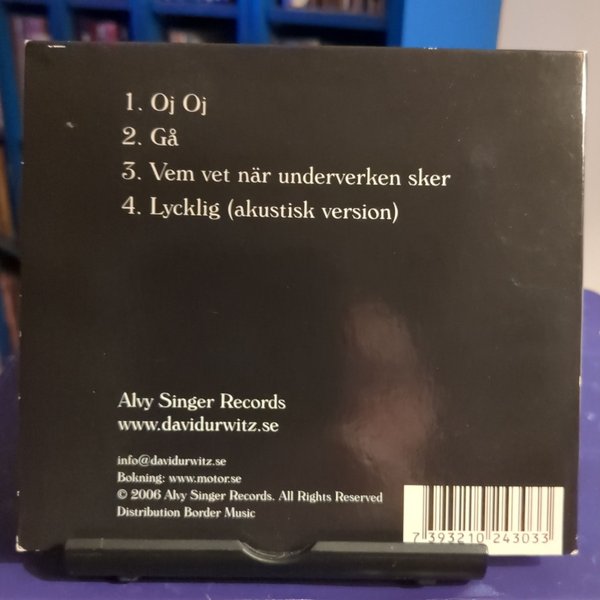 1. Oj Oj
2. Gå
3. Vem vet när underverken sker
4. Lycklig (akustisk version)
Alvy Singer Records
www.davidurwitz.se
info@davidurwitz.se
Bokning: www.motor.se
© 2006 Alvy Singer Records. All Rights Reserved
Distribution Border Music
7 393210 243033